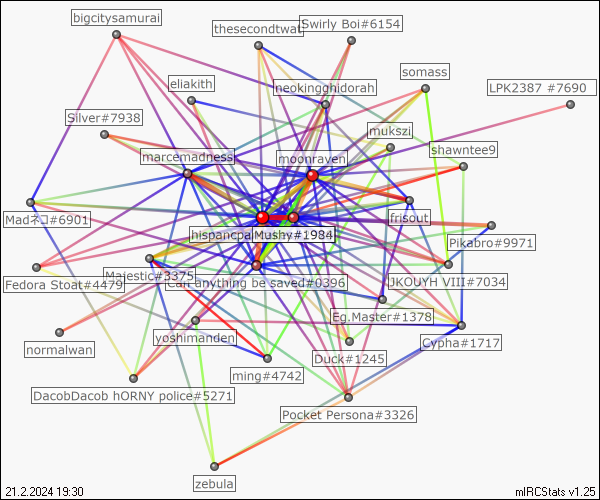 bigcitysamurai
thesecondtwat
Swirly Boi#6154
eliakith
neokingghidorah
somass
LPK2387 #7690
Silver#7938
mukszi
marcemadness
moonraven
shawntee9
Madネコ#6901
frisout
hispancpa
Mushy#1984
Pikabro#9971
Fedora Stoat#4479
Majestic#3375
Can anything be saved#0396
JKOUYH VIII#7034
Eg.Master#1378
normalwan
yoshimanden
Duck#1245
Cypha#1717
ming#4742
DacobDacob hORNY police#5271
Pocket Persona#3326
zebula
21.2.2024 19:30
mIRCStats v1.25